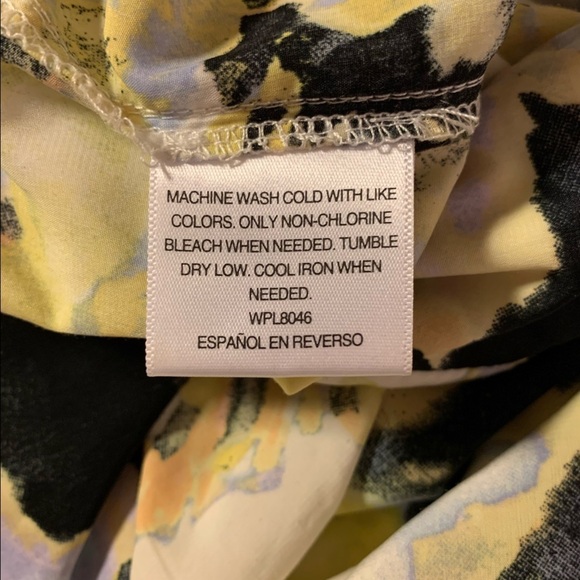 MACHINE WASH COLD WITH LIKE
COLORS. ONLY NON-CHLORINE
BLEACH WHEN NEEDED. TUMBLE
DRY LOW. COOL IRON WHEN
NEEDED.
WPL8046
ESPAÑOL EN REVERSO